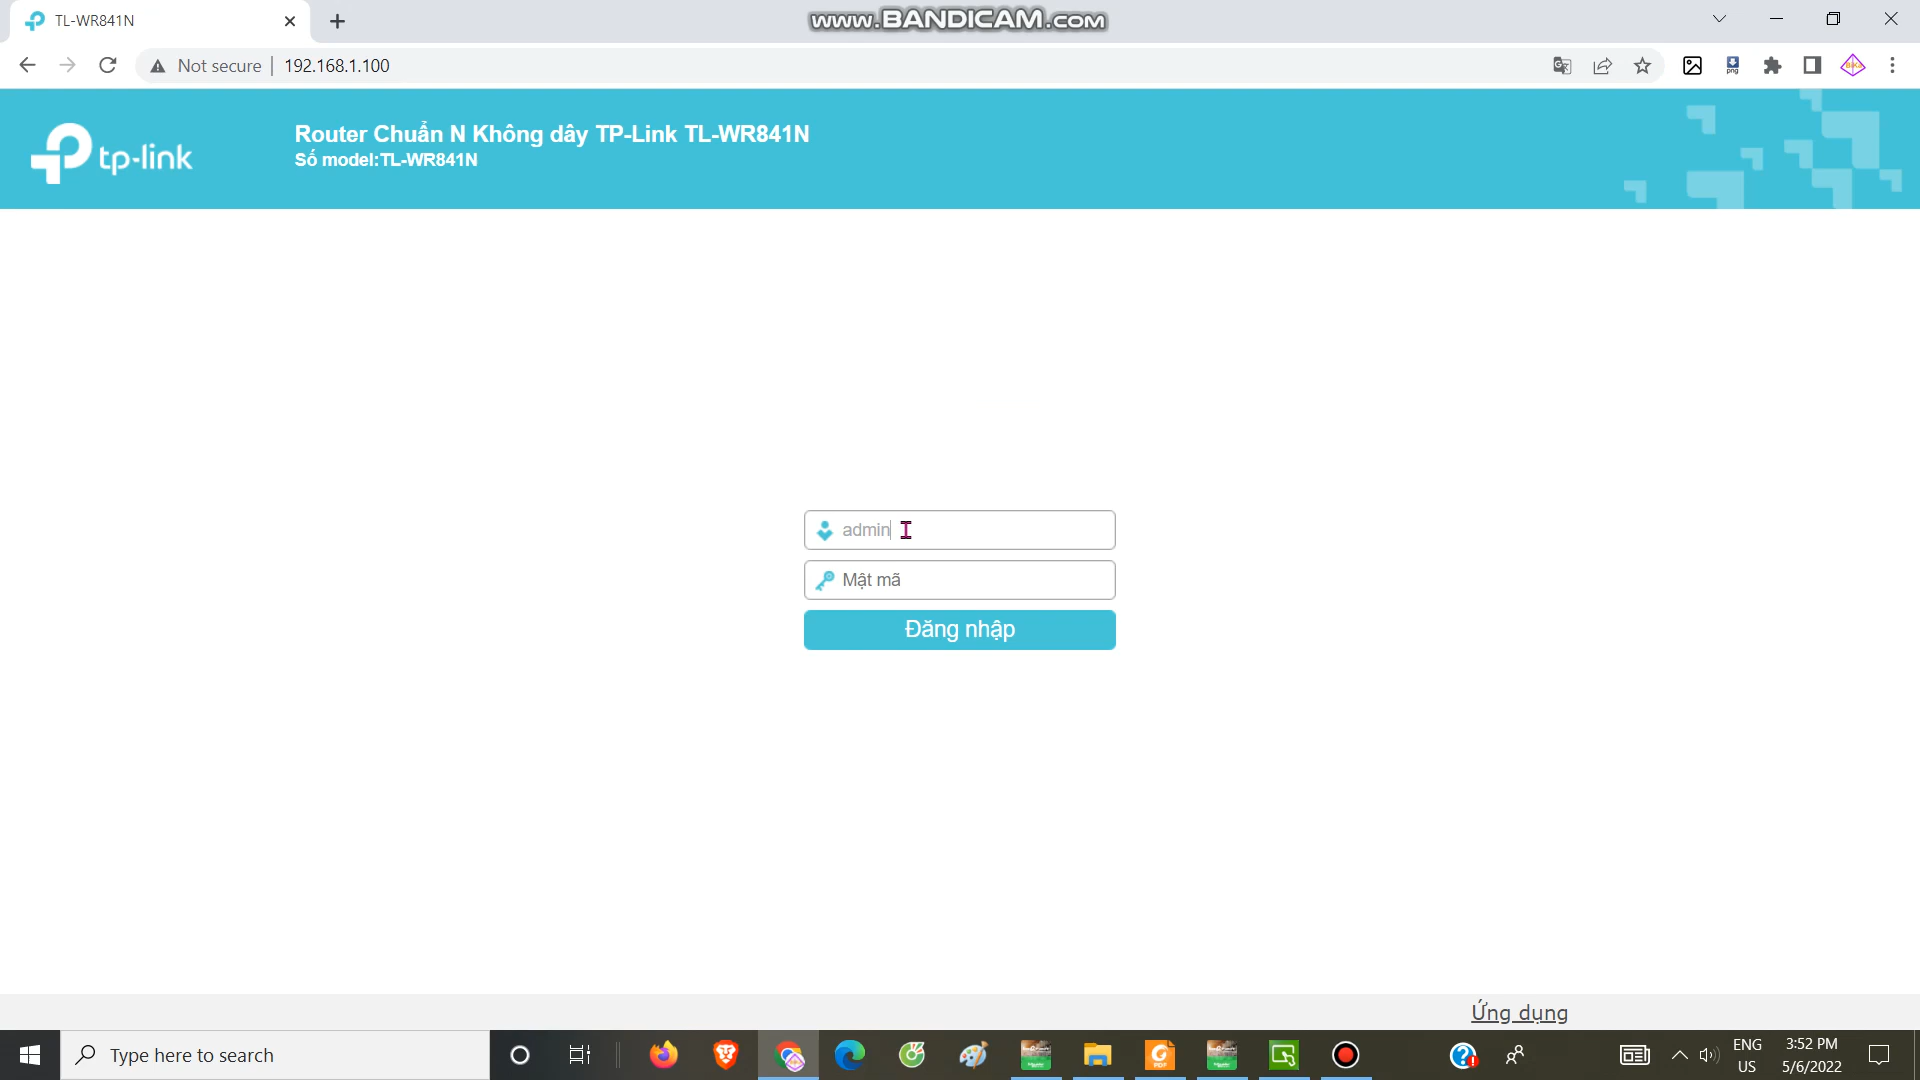 TL-WR841N
www.BANDICAM.com
Not secure
192.168.1.100
png
tp-link
Router Chuẩn N Không dây TP-Link TL-WR841N
Số model:TL-WR841N
admin
Mật mã
Đăng nhập
Ứng dụng
Type here to search
PDF
ENG
US
3:52 PM
5/6/2022